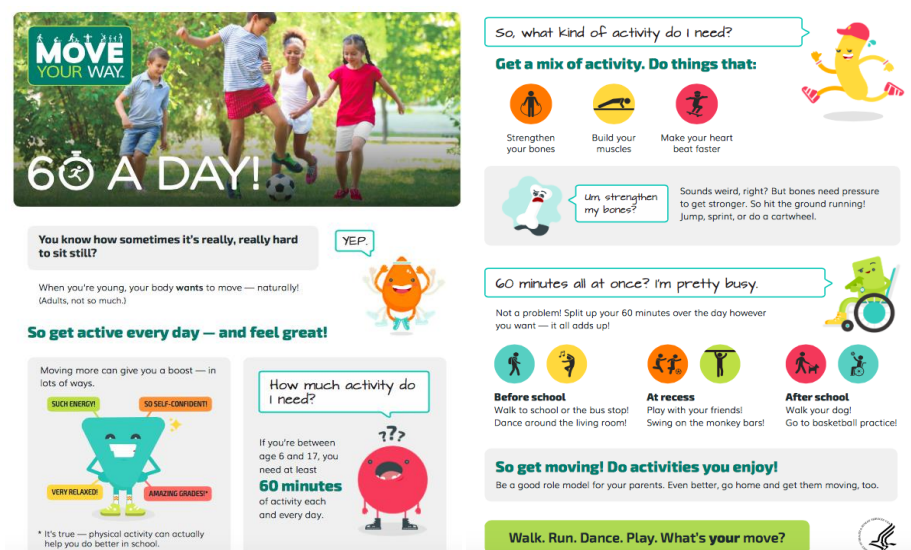 MOVE
YOUR WAY.
60 A DAY!
You know how sometimes it's really, really hard
to sit still?
YEP.
When you're young, your body wants to move — naturally!
(Adults, not so much.)
So get active every day — and feel great!
Moving more can give you a boost — in
lots of ways.
SUCH ENERGY!
SO SELF-CONFIDENT!
VERY RELAXED!
AMAZING GRADES!*
* It's true — physical activity can actually
help you do better in school.
How much activity do
I need?
???
If you're between
age 6 and 17, you
need at least
60 minutes
of activity each
and every day.
So, what kind of activity do I need?
Get a mix of activity. Do things that:
Strengthen
your bones
Build your
muscles
Make your heart
beat faster
Um, strengthen
my bones?
Sounds weird, right? But bones need pressure
to get stronger. So hit the ground running!
Jump, sprint, or do a cartwheel.
60 minutes all at once? I'm pretty busy.
Not a problem! Split up your 60 minutes over the day however
you want — it all adds up!
Before school
Walk to school or the bus stop!
Dance around the living room!
At recess
Play with your friends!
Swing on the monkey bars!
After school
Walk your dog!
Go to basketball practice!
So get moving! Do activities you enjoy!
Be a good role model for your parents. Even better, go home and get them moving, too.
Walk. Run. Dance. Play. What's your move?